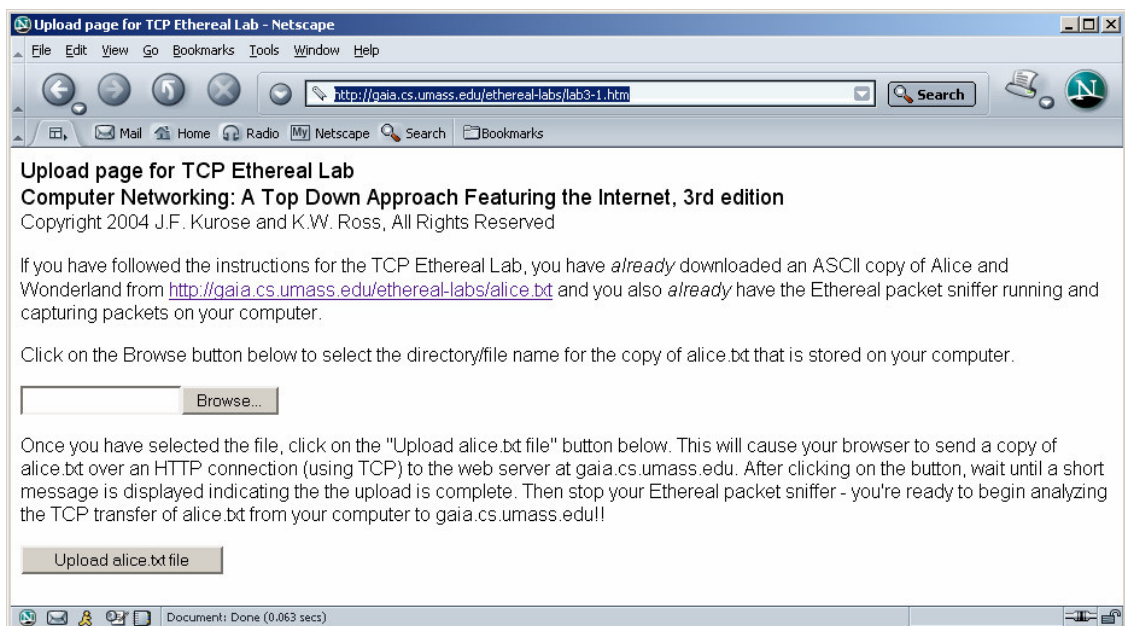 Upload page for TCP Ethereal Lab - Netscape
File Edit View Go Bookmarks Tools Window Help
http://gaia.cs.umass.edu/ethereal-labs/lab3-1.htm Search N
Mail Home Radio My Netscape Search Bookmarks
Upload page for TCP Ethereal Lab
Computer Networking: A Top Down Approach Featuring the Internet, 3rd edition
Copyright 2004 J.F. Kurose and K.W. Ross, All Rights Reserved
If you have followed the instructions for the TCP Ethereal Lab, you have already downloaded an ASCII copy of Alice and
Wonderland from http://gaia.cs.umass.edu/ethereal-labs/alice.txt and you also already have the Ethereal packet sniffer running and
capturing packets on your computer.
Click on the Browse button below to select the directory/file name for the copy of alice.txt that is stored on your computer.
Browse...
Once you have selected the file, click on the "Upload alice.txt file" button below. This will cause your browser to send a copy of
alice.txt over an HTTP connection (using TCP) to the web server at gaia.cs.umass.edu. After clicking on the button, wait until a short
message is displayed indicating the the upload is complete. Then stop your Ethereal packet sniffer - you're ready to begin analyzing
the TCP transfer of alice.txt from your computer to gaia.cs.umass.edu!!
Upload alice.txt file
Document: Done (0.063 secs)